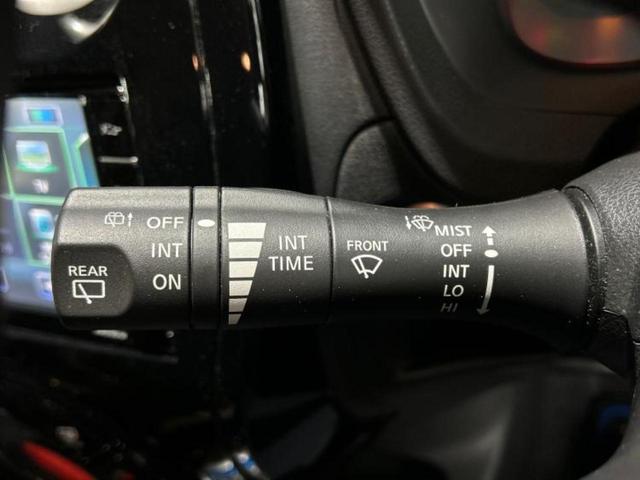 REAR
OFF
INT
ON
INT
TIME
FRONT
MIST
OFF
INT
LO
HI